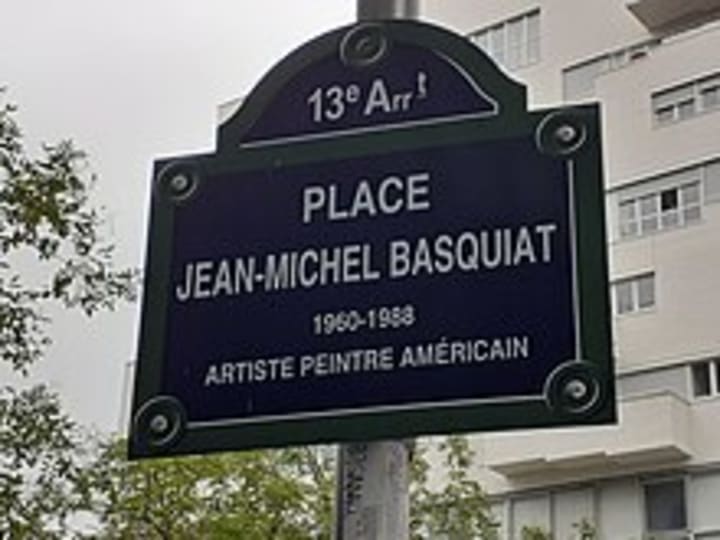 13e Arrt
PLACE
JEAN-MICHEL BASQUIAT
1960-1988
ARTISTE PEINTRE AMÉRICAIN